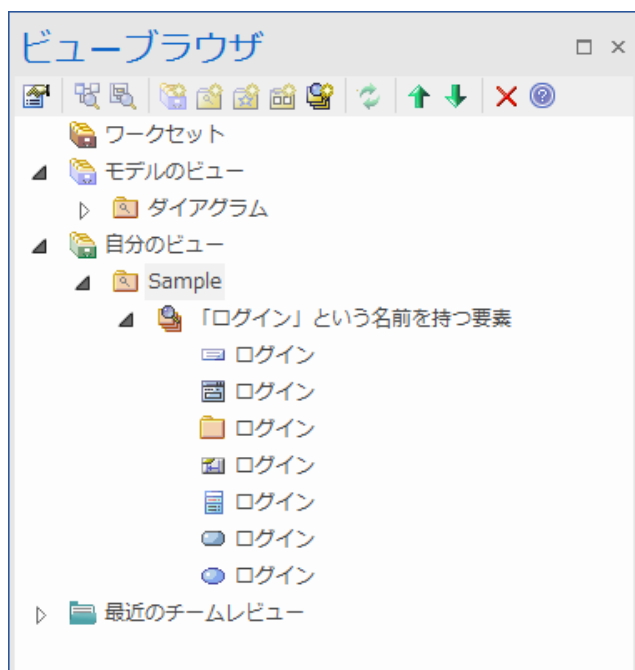 ビューブラウザ
ワークセット
モデルのビュー
ダイアグラム
自分のビュー
Sample
「ログイン」という名前を持つ要素
ログイン
ログイン
ログイン
ログイン
ログイン
ログイン
ログイン
最近のチームレビュー